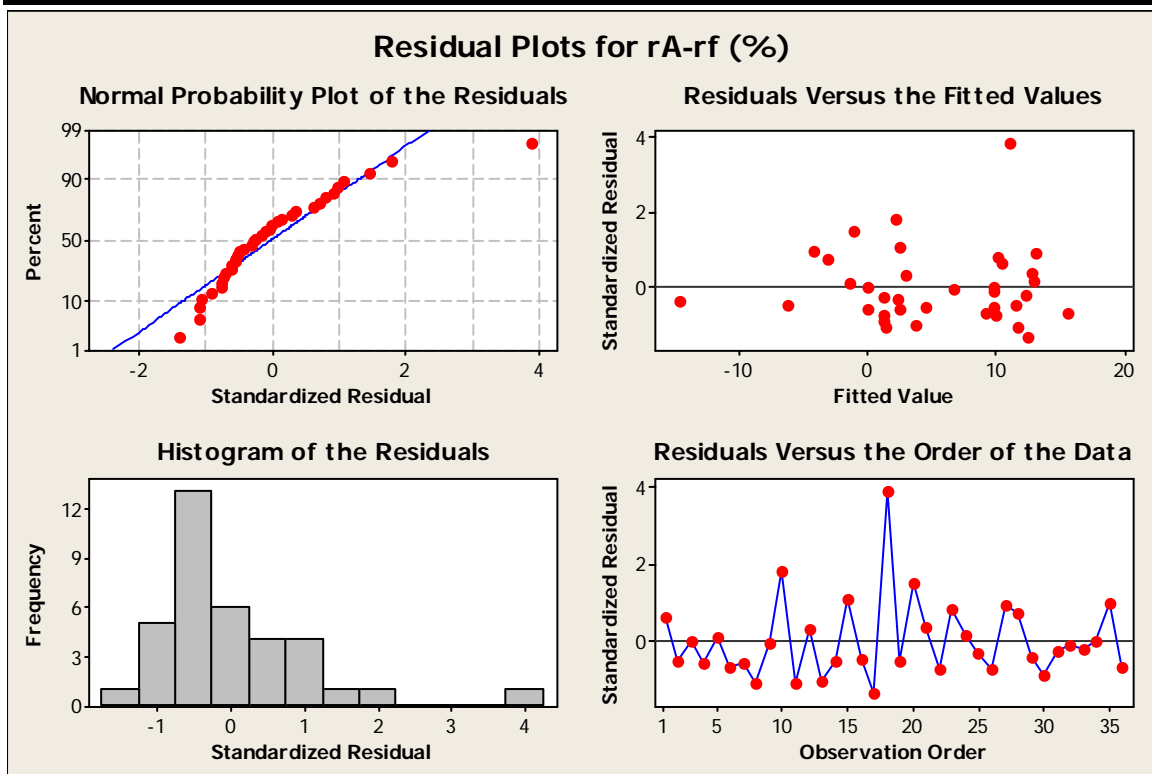 Residual Plots for rA-rf (%)
Normal Probability Plot of the Residuals
99
90
50
10
1
Percent
-2
0
2
4
Standardized Residual
Residuals Versus the Fitted Values
4
2
0
Standardized Residual
-10
0
10
20
Fitted Value
Histogram of the Residuals
12
9
6
3
0
Frequency
-1
0
1
2
3
4
Standardized Residual
Residuals Versus the Order of the Data
4
2
0
Standardized Residual
1
5
10
15
20
25
30
35
Observation Order